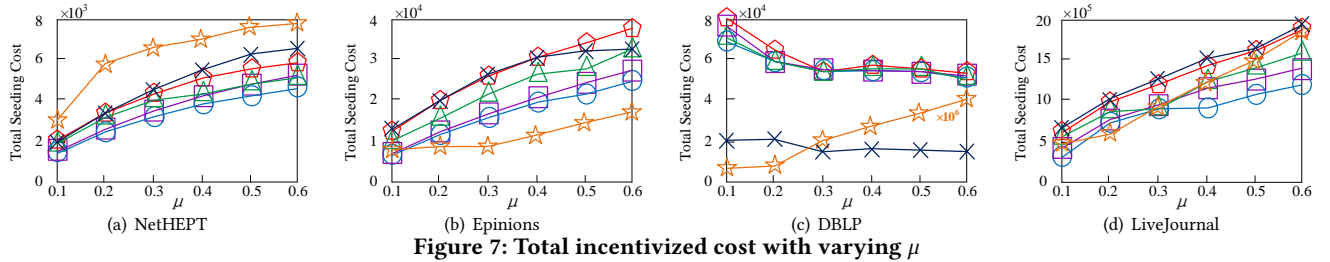 ×10³
Total Seeding Cost
8
6
4
2
0
0.1 0.2 0.3 0.4 0.5 0.6
μ
(a) NetHEPT
×10⁴
Total Seeding Cost
4
3
2
1
0
0.1 0.2 0.3 0.4 0.5 0.6
μ
(b) Epinions
×10⁴
Total Seeding Cost
8
6
4
2
0
×10⁶
0.1 0.2 0.3 0.4 0.5 0.6
μ
(c) DBLP
×10⁵
Total Seeding Cost
20
15
10
5
0
0.1 0.2 0.3 0.4 0.5 0.6
μ
(d) LiveJournal
Figure 7: Total incentivized cost with varying μ